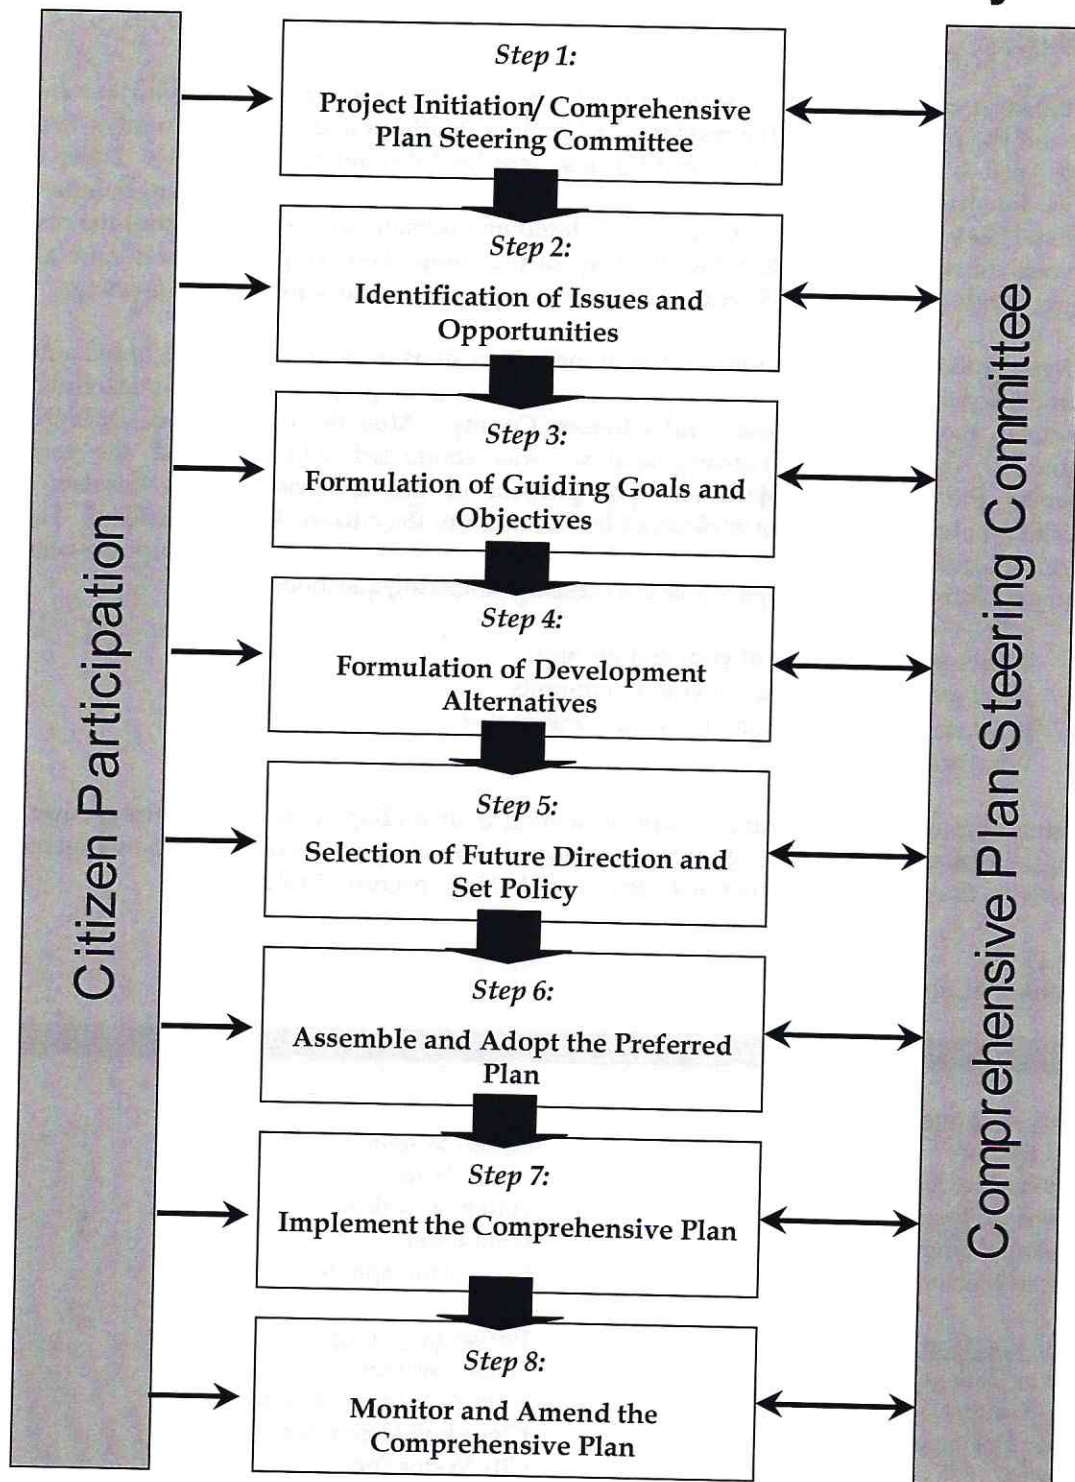 Step 1:
Project Initiation/ Comprehensive
Plan Steering Committee
Step 2:
Identification of Issues and
Opportunities
Step 3:
Formulation of Guiding Goals and
Objectives
Step 4:
Formulation of Development
Alternatives
Step 5:
Selection of Future Direction and
Set Policy
Step 6:
Assemble and Adopt the Preferred
Plan
Step 7:
Implement the Comprehensive Plan
Step 8:
Monitor and Amend the
Comprehensive Plan
Citizen Participation
Comprehensive Plan Steering Committee